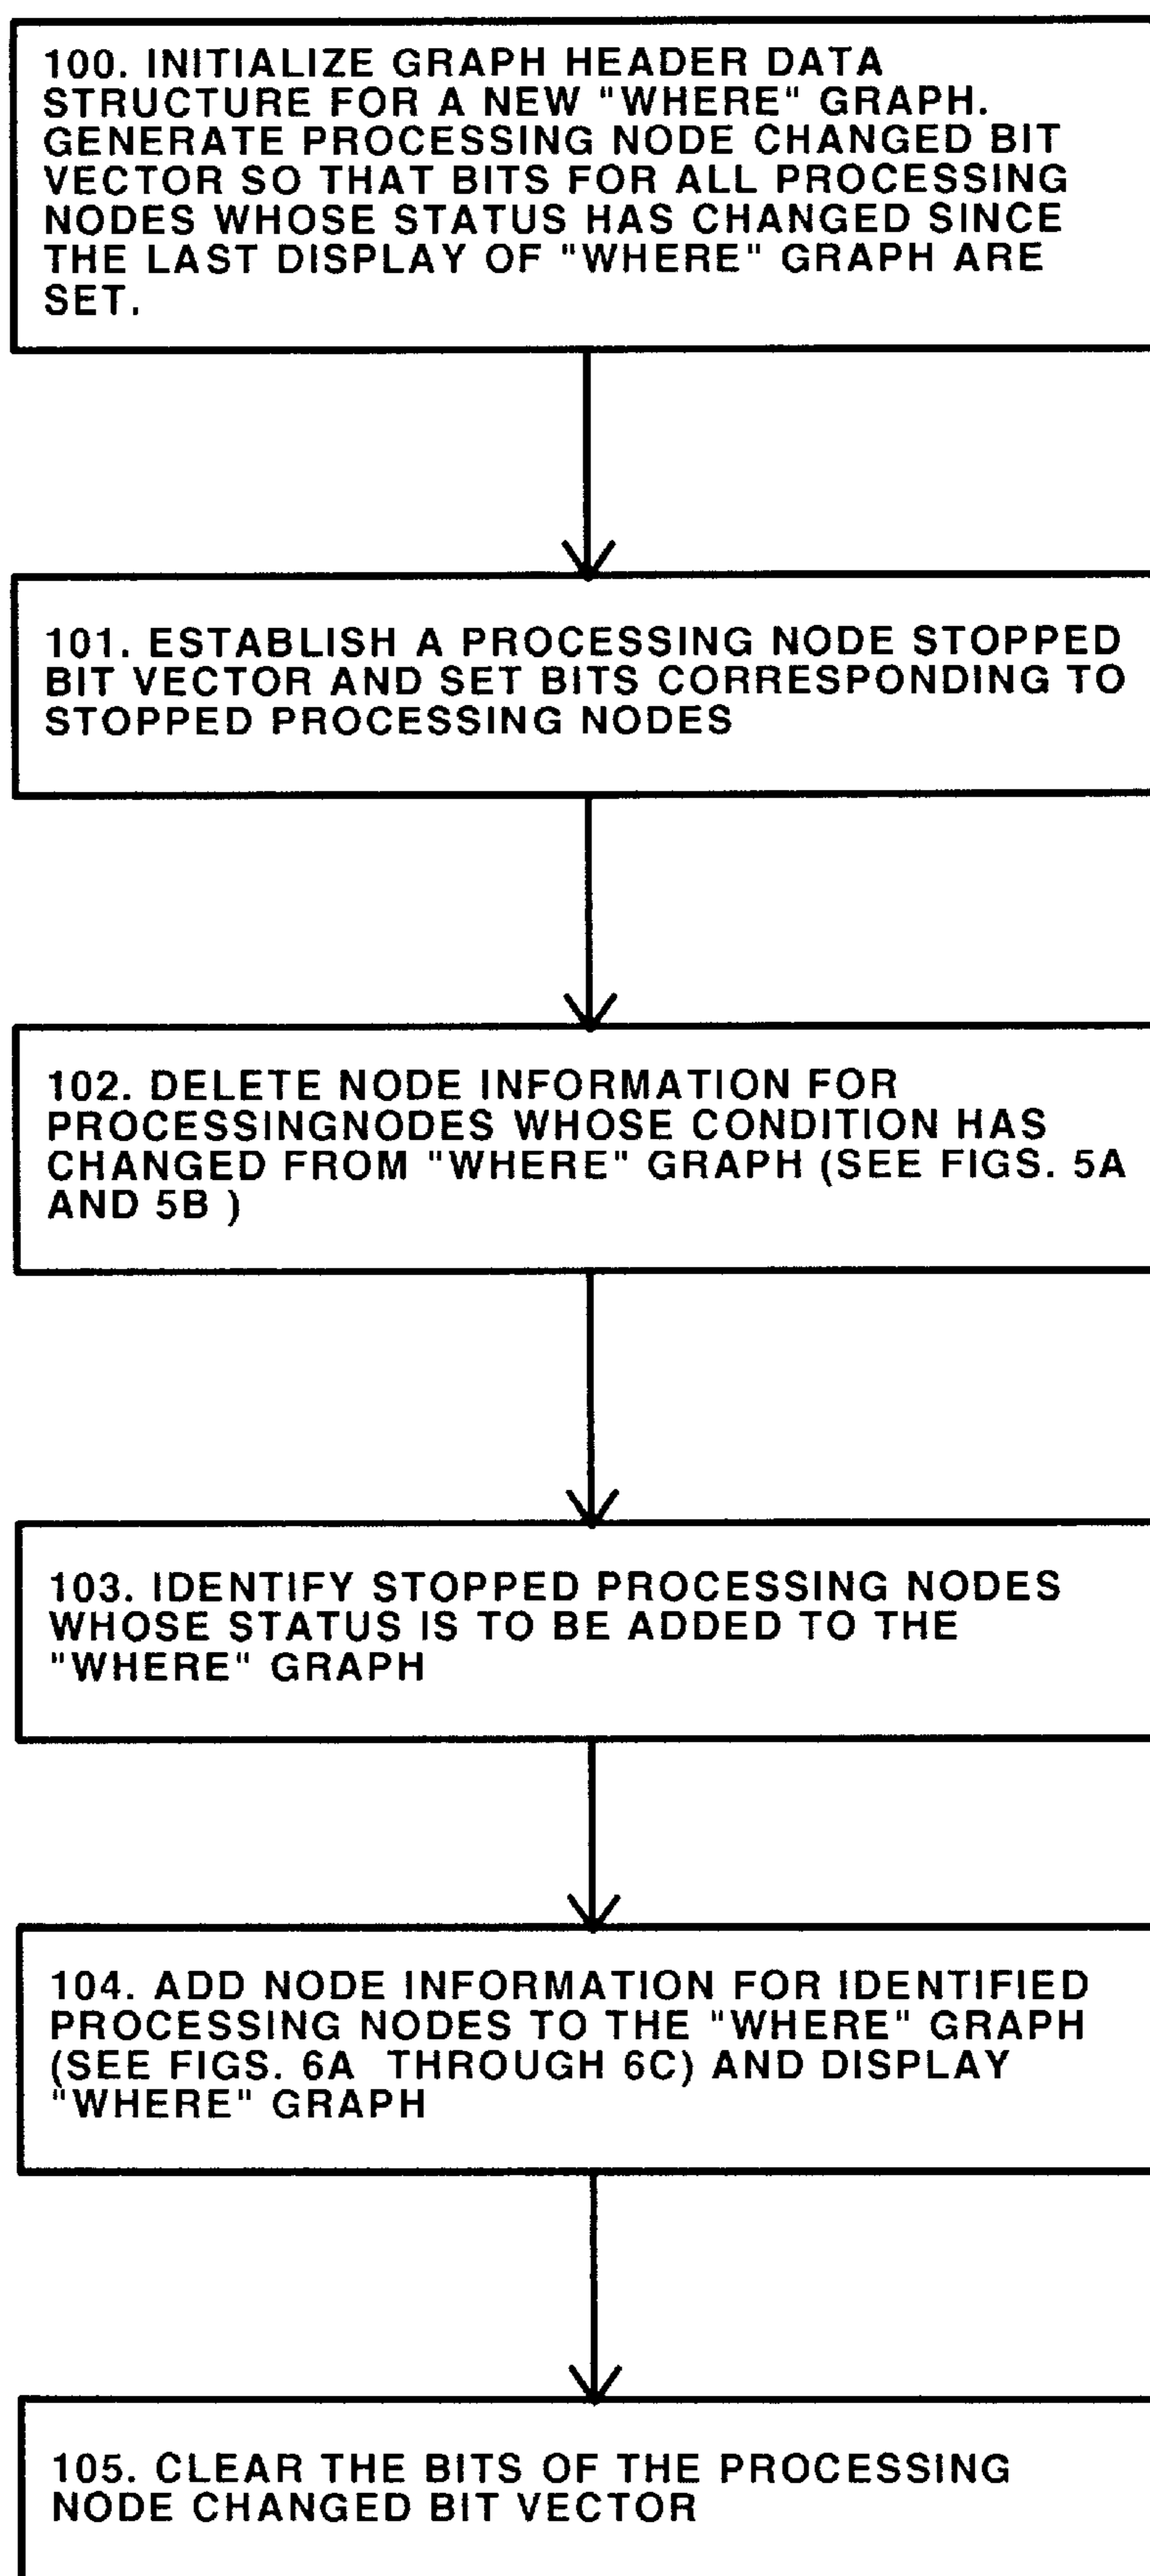 100. INITIALIZE GRAPH HEADER DATA
STRUCTURE FOR A NEW "WHERE" GRAPH.
GENERATE PROCESSING NODE CHANGED BIT
VECTOR SO THAT BITS FOR ALL PROCESSING
NODES WHOSE STATUS HAS CHANGED SINCE
THE LAST DISPLAY OF "WHERE" GRAPH ARE
SET.
101. ESTABLISH A PROCESSING NODE STOPPED
BIT VECTOR AND SET BITS CORRESPONDING TO
STOPPED PROCESSING NODES
102. DELETE NODE INFORMATION FOR
PROCESSINGNODES WHOSE CONDITION HAS
CHANGED FROM "WHERE" GRAPH (SEE FIGS. 5A
AND 5B )
103. IDENTIFY STOPPED PROCESSING NODES
WHOSE STATUS IS TO BE ADDED TO THE
"WHERE" GRAPH
104. ADD NODE INFORMATION FOR IDENTIFIED
PROCESSING NODES TO THE "WHERE" GRAPH
(SEE FIGS. 6A  THROUGH 6C) AND DISPLAY
"WHERE" GRAPH
105. CLEAR THE BITS OF THE PROCESSING
NODE CHANGED BIT VECTOR